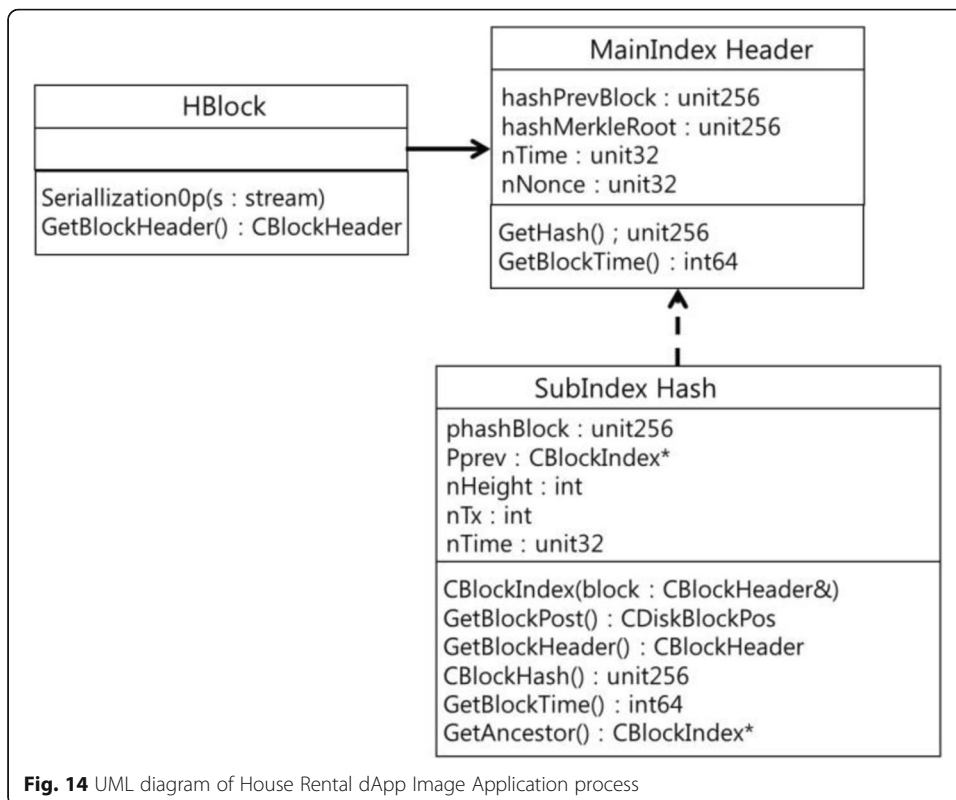 HBlock
Seriallization0p(s : stream)
GetBlockHeader() : CBlockHeader
MainIndex Header
hashPrevBlock : unit256
hashMerkleRoot : unit256
nTime : unit32
nNonce : unit32
GetHash() ; unit256
GetBlockTime() : int64
SubIndex Hash
phashBlock : unit256
Pprev : CBlockIndex*
nHeight : int
nTx : int
nTime : unit32
CBlockIndex(block : CBlockHeader&)
GetBlockPost() : CDiskBlockPos
GetBlockHeader() : CBlockHeader
CBlockHash() : unit256
GetBlockTime() : int64
GetAncestor() : CBlockIndex*
Fig. 14 UML diagram of House Rental dApp Image Application process